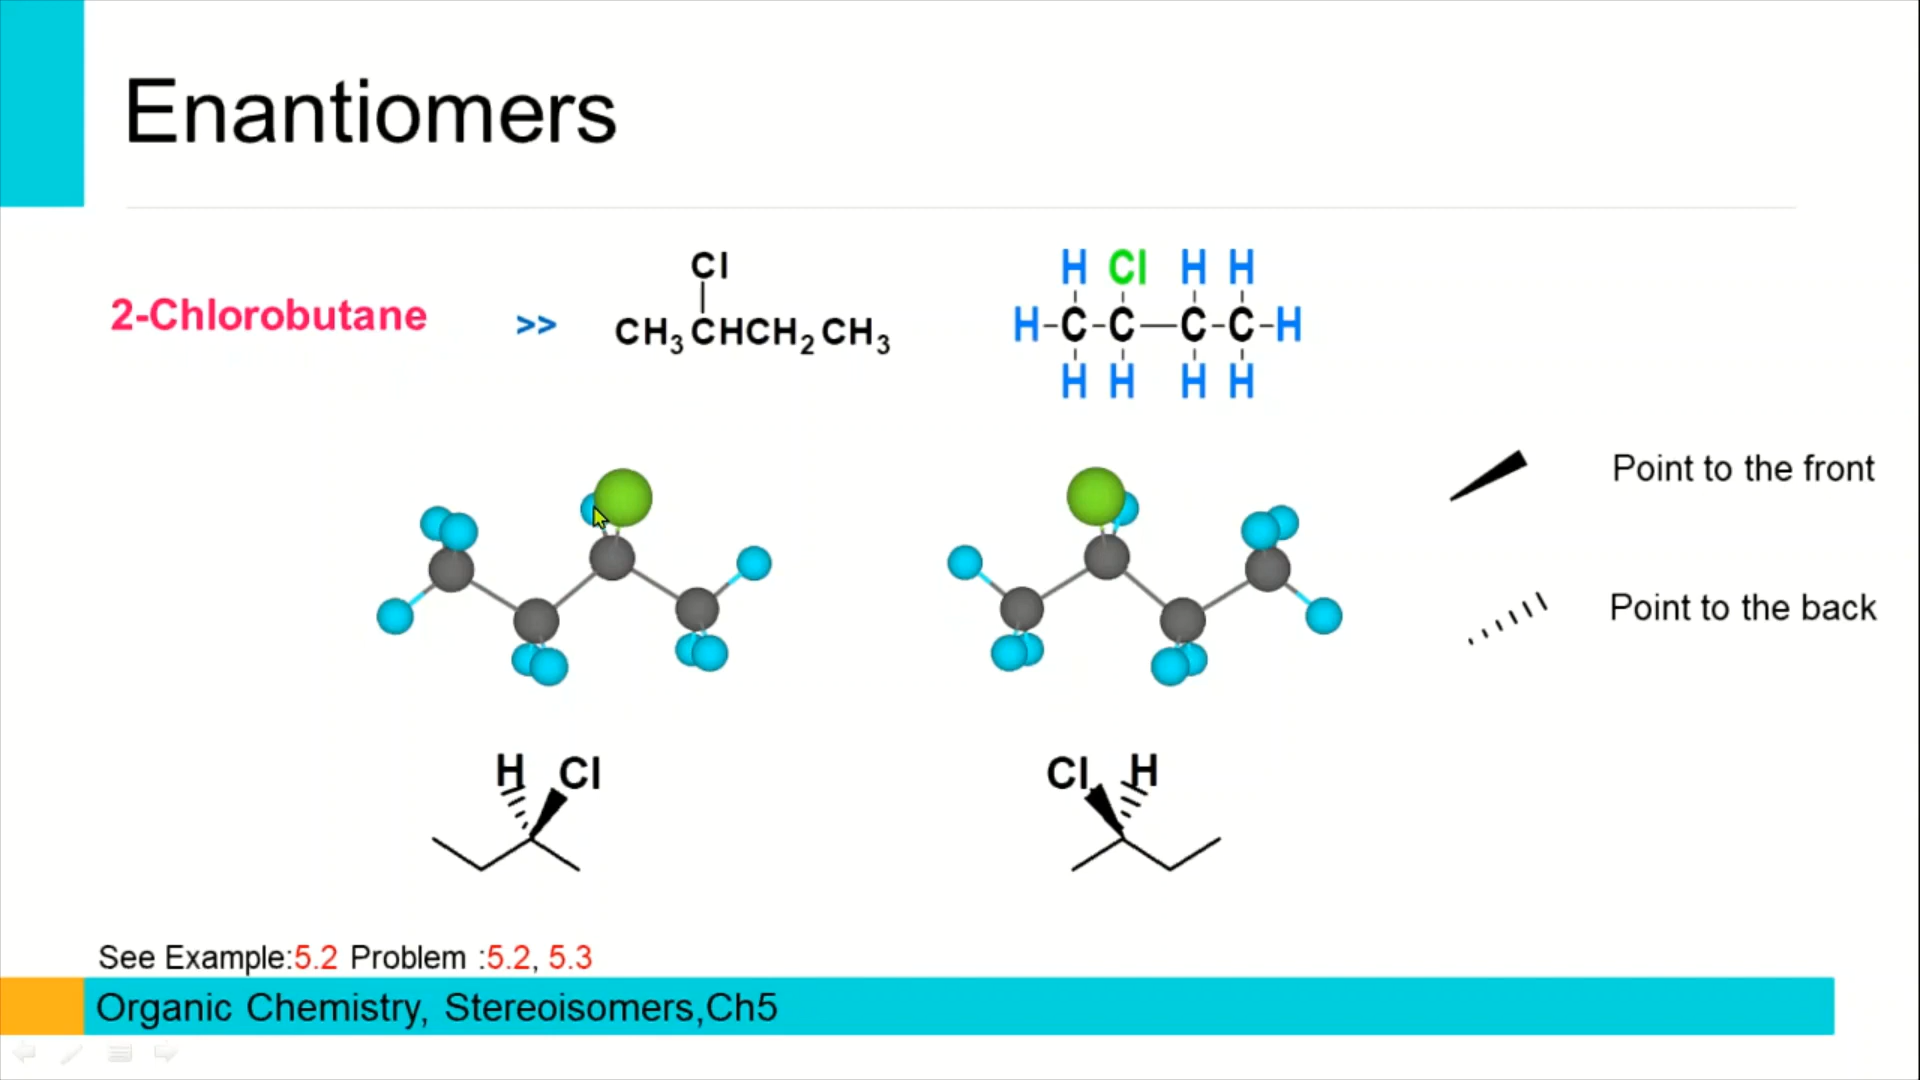 Enantiomers
2-Chlorobutane >>
Cl
CH3CHCH2CH3
H Cl H H
H-C-C—C-C-H
H H H H
Point to the front
Point to the back
H Cl
Cl H
See Example:5.2 Problem :5.2, 5.3
Organic Chemistry, Stereoisomers,Ch5